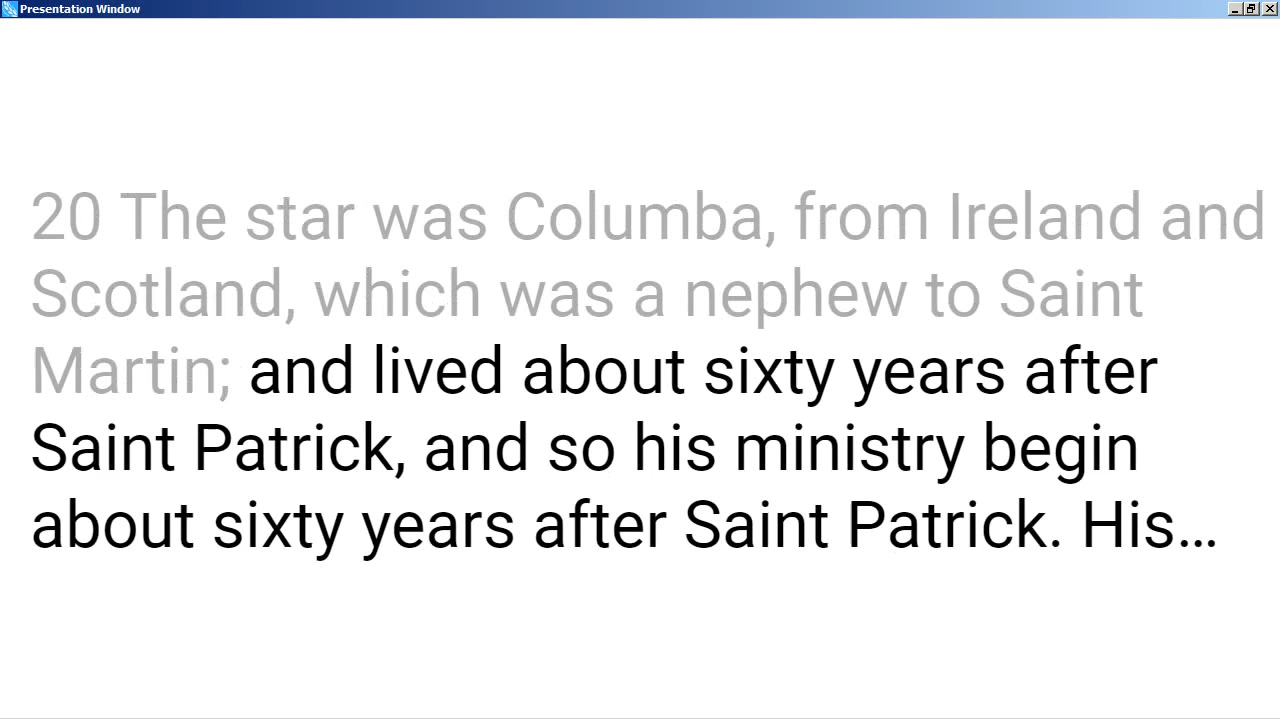 Presentation Window
20 The star was Columba, from Ireland and
Scotland, which was a nephew to Saint
Martin; and lived about sixty years after
Saint Patrick, and so his ministry begin
about sixty years after Saint Patrick. His…